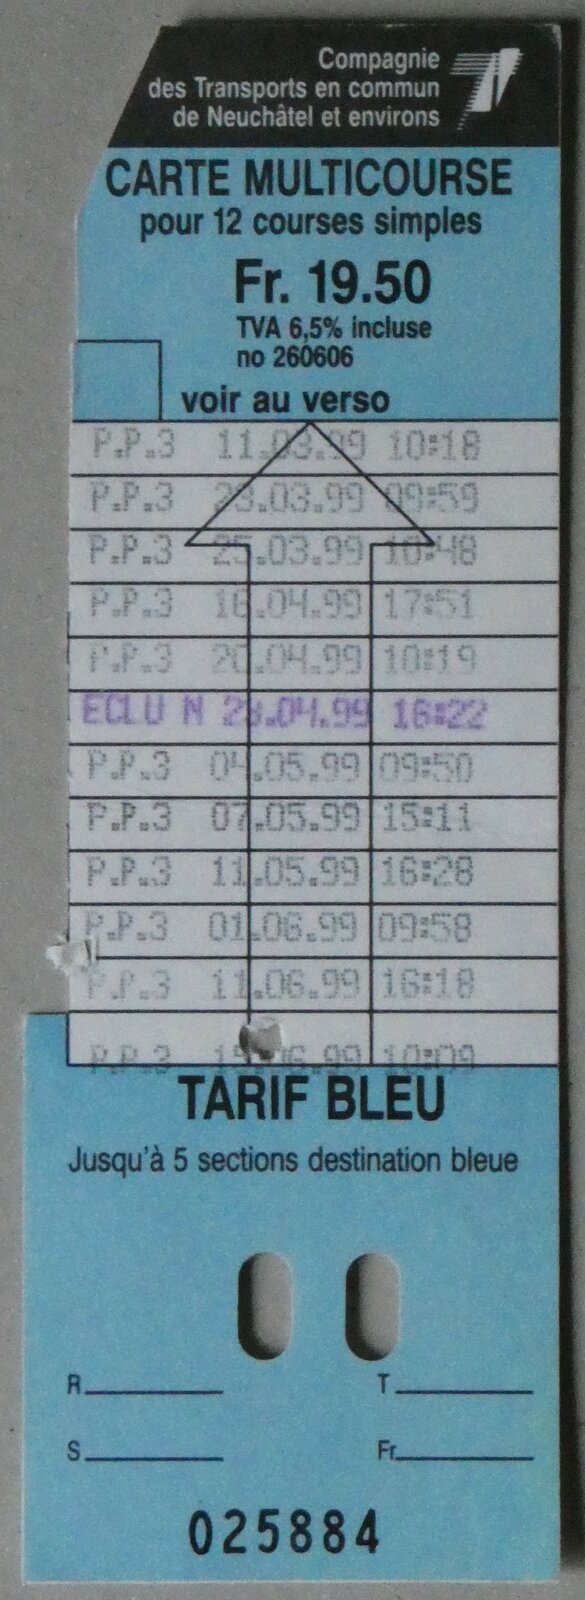 Compagnie
des Transports en commun
de Neuchâtel et environs
CARTE MULTICOURSE
pour 12 courses simples
Fr. 19.50
TVA 6,5% incluse
no 260606
voir au verso
P.P.3 11.03.99 10:18
P.P.3 23.03.99 09:59
P.P.3 25.03.99 10:48
P.P.3 16.04.99 17:51
P.P.3 20.04.99 10:19
ECLU N 04.99 16:22
P.P.3 04.05.99 09:50
P.P.3 07.05.99 15:11
P.P.3 11.05.99 16:28
P.P.3 01.06.99 09:58
P.P.3 11.06.99 16:18
P.P.3 06.99 10:09
TARIF BLEU
Jusqu'à 5 sections destination bleue
R T
S Fr.
025884